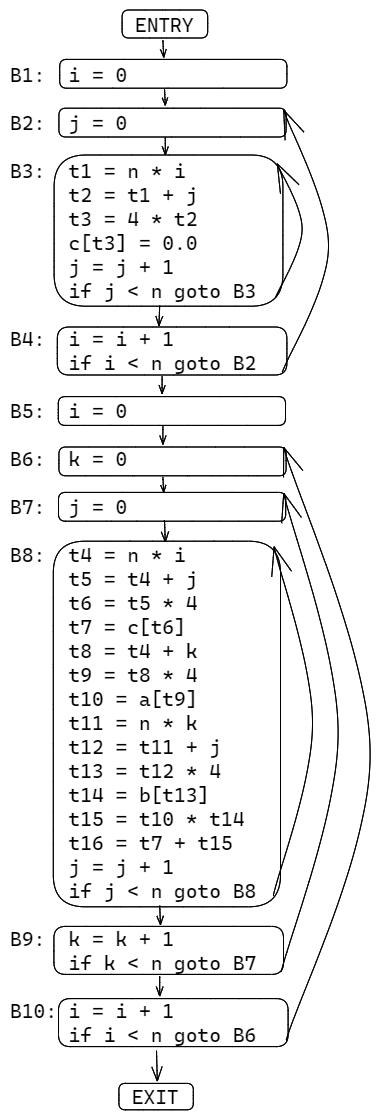 ENTRY
B1: i = 0
B2: j = 0
B3: t1 = n * i
t2 = t1 + j
t3 = 4 * t2
c[t3] = 0.0
j = j + 1
if j < n goto B3
B4: i = i + 1
if i < n goto B2
B5: i = 0
B6: k = 0
B7: j = 0
B8: t4 = n * i
t5 = t4 + j
t6 = t5 * 4
t7 = c[t6]
t8 = t4 + k
t9 = t8 * 4
t10 = a[t9]
t11 = n * k
t12 = t11 + j
t13 = t12 * 4
t14 = b[t13]
t15 = t10 * t14
t16 = t7 + t15
j = j + 1
if j < n goto B8
B9: k = k + 1
if k < n goto B7
B10: i = i + 1
if i < n goto B6
EXIT